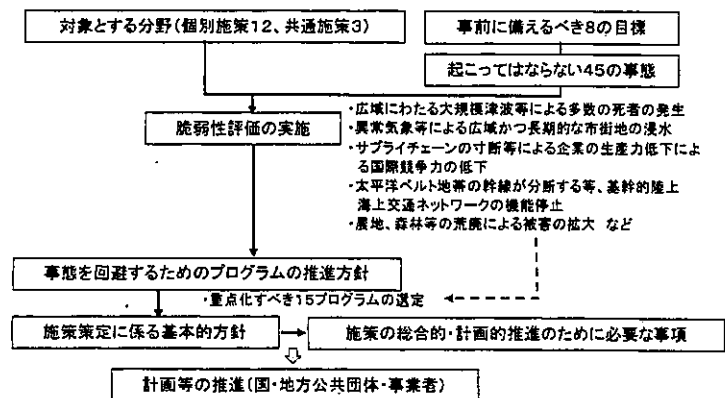 対象とする分野(個別施策12、共通施策3)
事前に備えるべき8の目標
起こってはならない45の事態
脆弱性評価の実施
・広域にわたる大規模津波等による多数の死者の発生
・異常気象等による広域かつ長期的な市街地の浸水
・サプライチェーンの寸断等による企業の生産力低下によ
る国際競争力の低下
・太平洋ベルト地帯の幹線が分断する等、基幹的陸上
海上交通ネットワークの機能停止
・農地、森林等の荒廃による被害の拡大 など
事態を回避するためのプログラムの推進方針
・重点化すべき15プログラムの選定
施策策定に係る基本的方針
施策の総合的・計画的推進のために必要な事項
計画等の推進(国・地方公共団体・事業者)